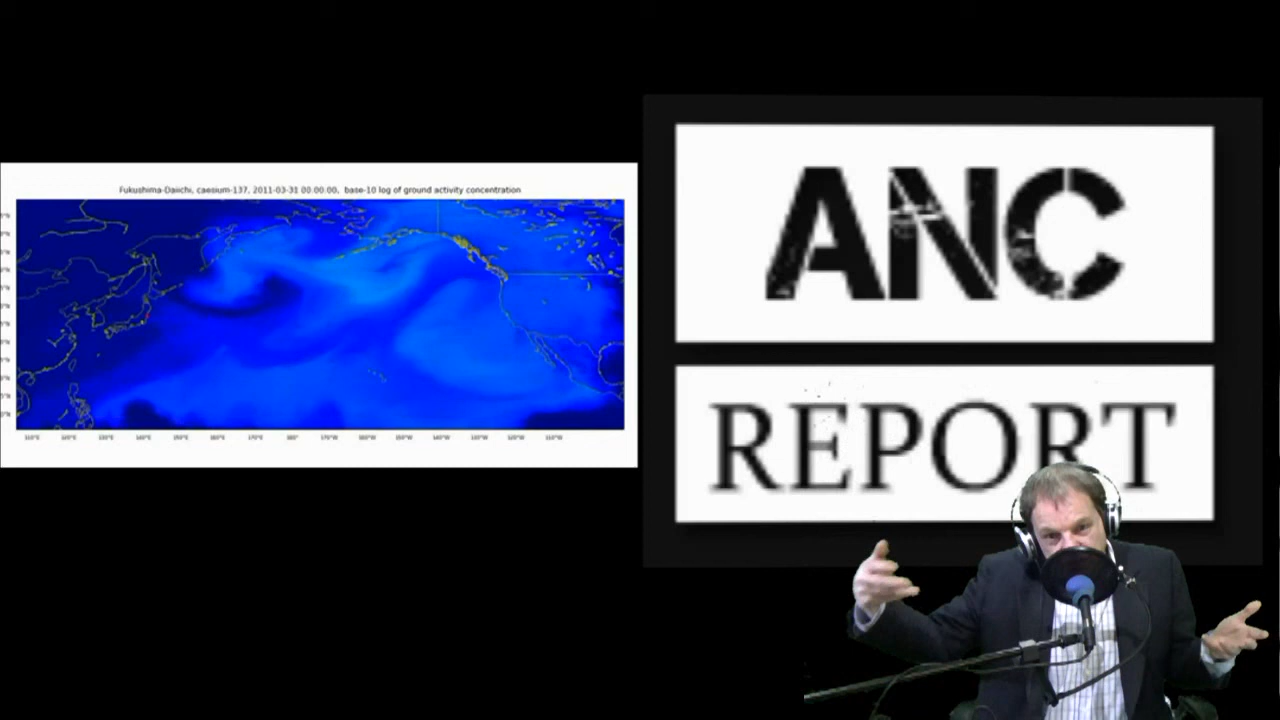 Fukushima-Daiichi, caesium-137, 2011-03-31 00.00.00, base-10 log of ground activity concentration
ANC
REPORT